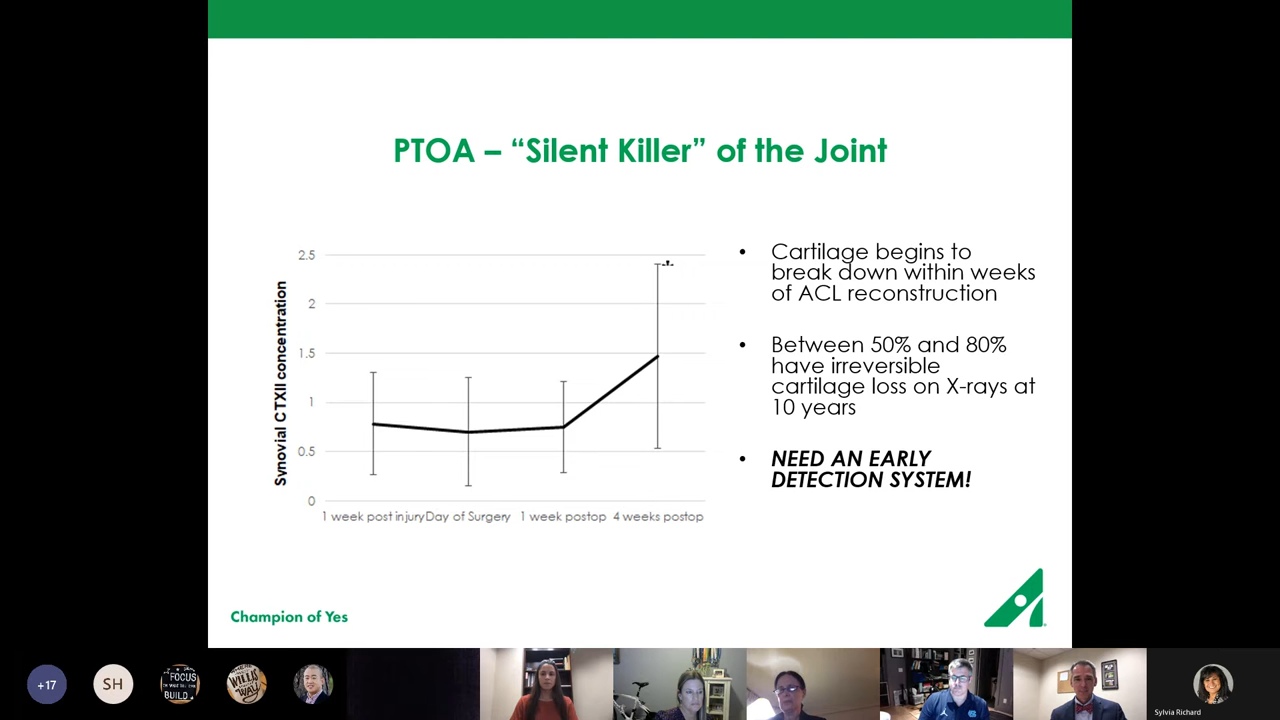 PTOA – “Silent Killer” of the Joint
2.5
2
1.5
1
0.5
0
Synovial CTXII concentration
1 week post injury Day of Surgery 1 week postop 4 weeks postop
• Cartilage begins to
break down within weeks
of ACL reconstruction
• Between 50% and 80%
have irreversible
cartilage loss on X-rays at
10 years
• NEED AN EARLY
DETECTION SYSTEM!
Champion of Yes
+17
SH
FOCUS
BUILD
WILL
WAY
Sylvia Richard